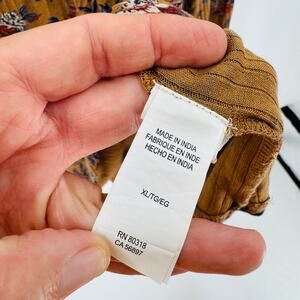 MADE IN INDIA
FABRIQUE EN INDE
HECHO EN INDIA
XL/TG/EG
RN 80318
CA 56897